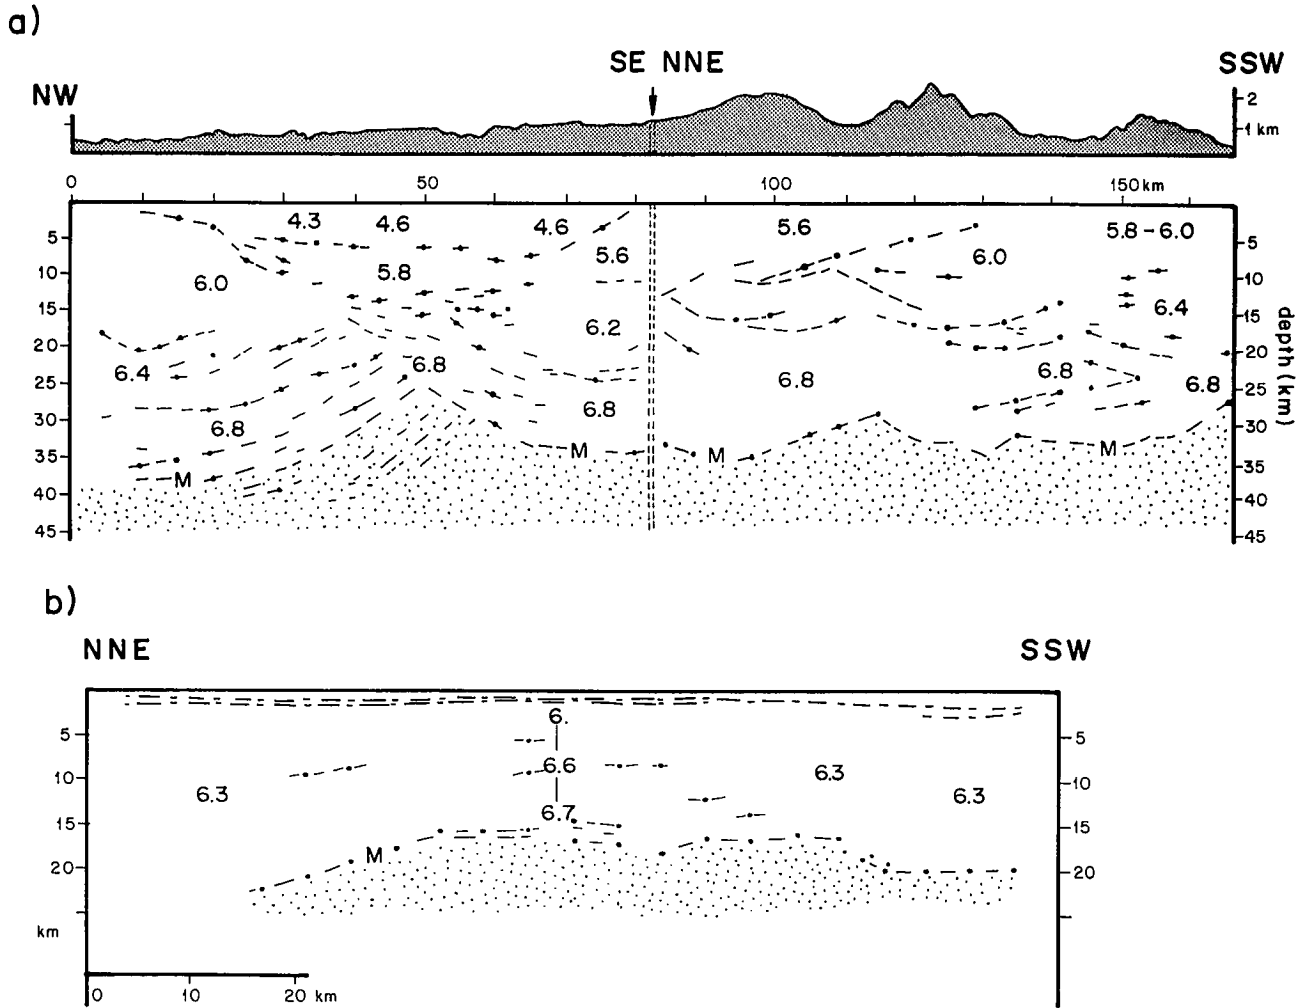 a)
NW
SE NNE
SSW
2
1 km
0 50 100 150 km
4.3 4.6 4.6 5.6 5.8-6.0
5 5.6 6.0 5
10 6.0 5.8 10
15 6.2 6.4 15
20 20
25 6.4 6.8 6.8 6.8 6.8 25
30 6.8 6.8 30
35 M M M M 35
40 40
45 45
depth (km)
b)
NNE SSW
6.
5 5
10 6.3 6.6 6.3 6.3 10
15 6.7 15
20 M 20
km
0 10 20 km